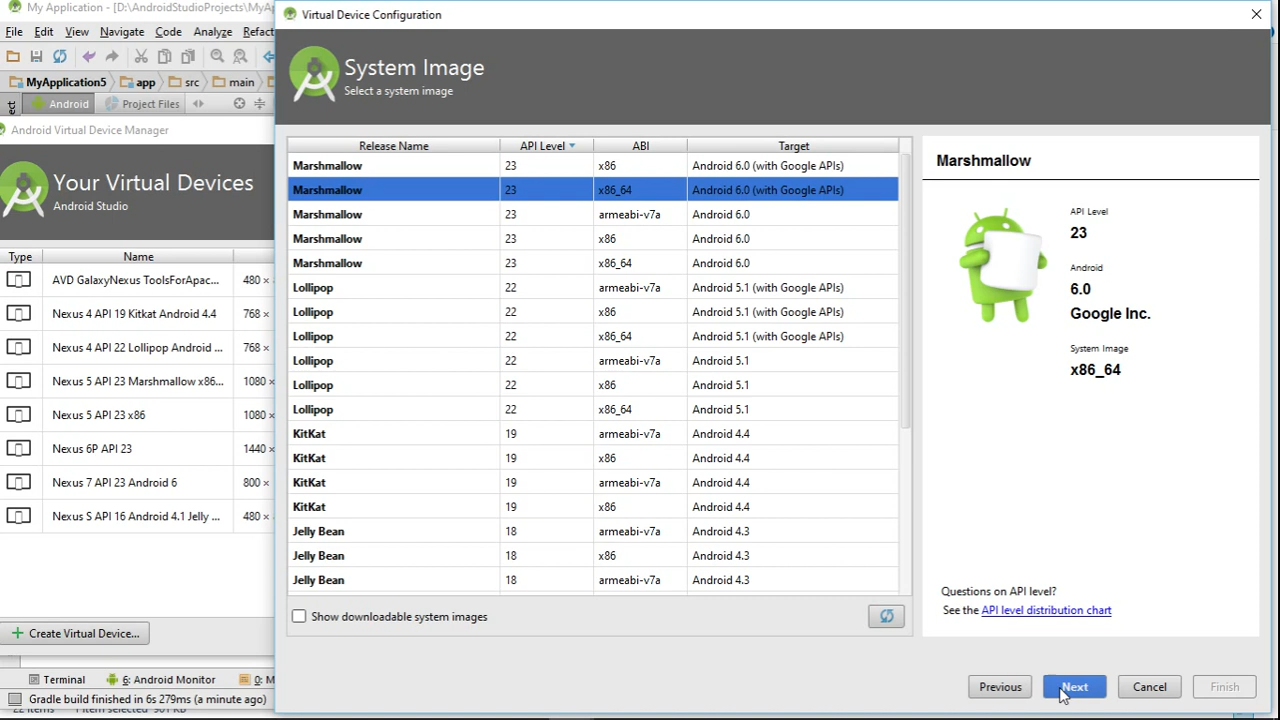 My Application - [D:\AndroidStudioProjects\MyAp
File Edit View Navigate Code Analyze Refact
MyApplication5 app src main
Android Project Files
Android Virtual Device Manager
Your Virtual Devices
Android Studio
Type Name
AVD GalaxyNexus ToolsForApac... 480 ×
Nexus 4 API 19 Kitkat Android 4.4 768 ×
Nexus 4 API 22 Lollipop Android ... 768 ×
Nexus 5 API 23 Marshmallow x86... 1080 ×
Nexus 5 API 23 x86 1080 ×
Nexus 6P API 23 1440 ×
Nexus 7 API 23 Android 6 800 ×
Nexus S API 16 Android 4.1 Jelly ... 480 ×
Create Virtual Device...
Terminal 6: Android Monitor 0: M
Gradle build finished in 6s 279ms (a minute ago)
Virtual Device Configuration
System Image
Select a system image
Release Name API Level ABI Target
Marshmallow 23 x86 Android 6.0 (with Google APIs)
Marshmallow 23 x86_64 Android 6.0 (with Google APIs)
Marshmallow 23 armeabi-v7a Android 6.0
Marshmallow 23 x86 Android 6.0
Marshmallow 23 x86_64 Android 6.0
Lollipop 22 armeabi-v7a Android 5.1 (with Google APIs)
Lollipop 22 x86 Android 5.1 (with Google APIs)
Lollipop 22 x86_64 Android 5.1 (with Google APIs)
Lollipop 22 armeabi-v7a Android 5.1
Lollipop 22 x86 Android 5.1
Lollipop 22 x86_64 Android 5.1
KitKat 19 armeabi-v7a Android 4.4
KitKat 19 x86 Android 4.4
KitKat 19 armeabi-v7a Android 4.4
KitKat 19 x86 Android 4.4
Jelly Bean 18 armeabi-v7a Android 4.3
Jelly Bean 18 x86 Android 4.3
Jelly Bean 18 armeabi-v7a Android 4.3
Show downloadable system images
Marshmallow
API Level
23
Android
6.0
Google Inc.
System Image
x86_64
Questions on API level?
See the API level distribution chart
Previous Next Cancel Finish